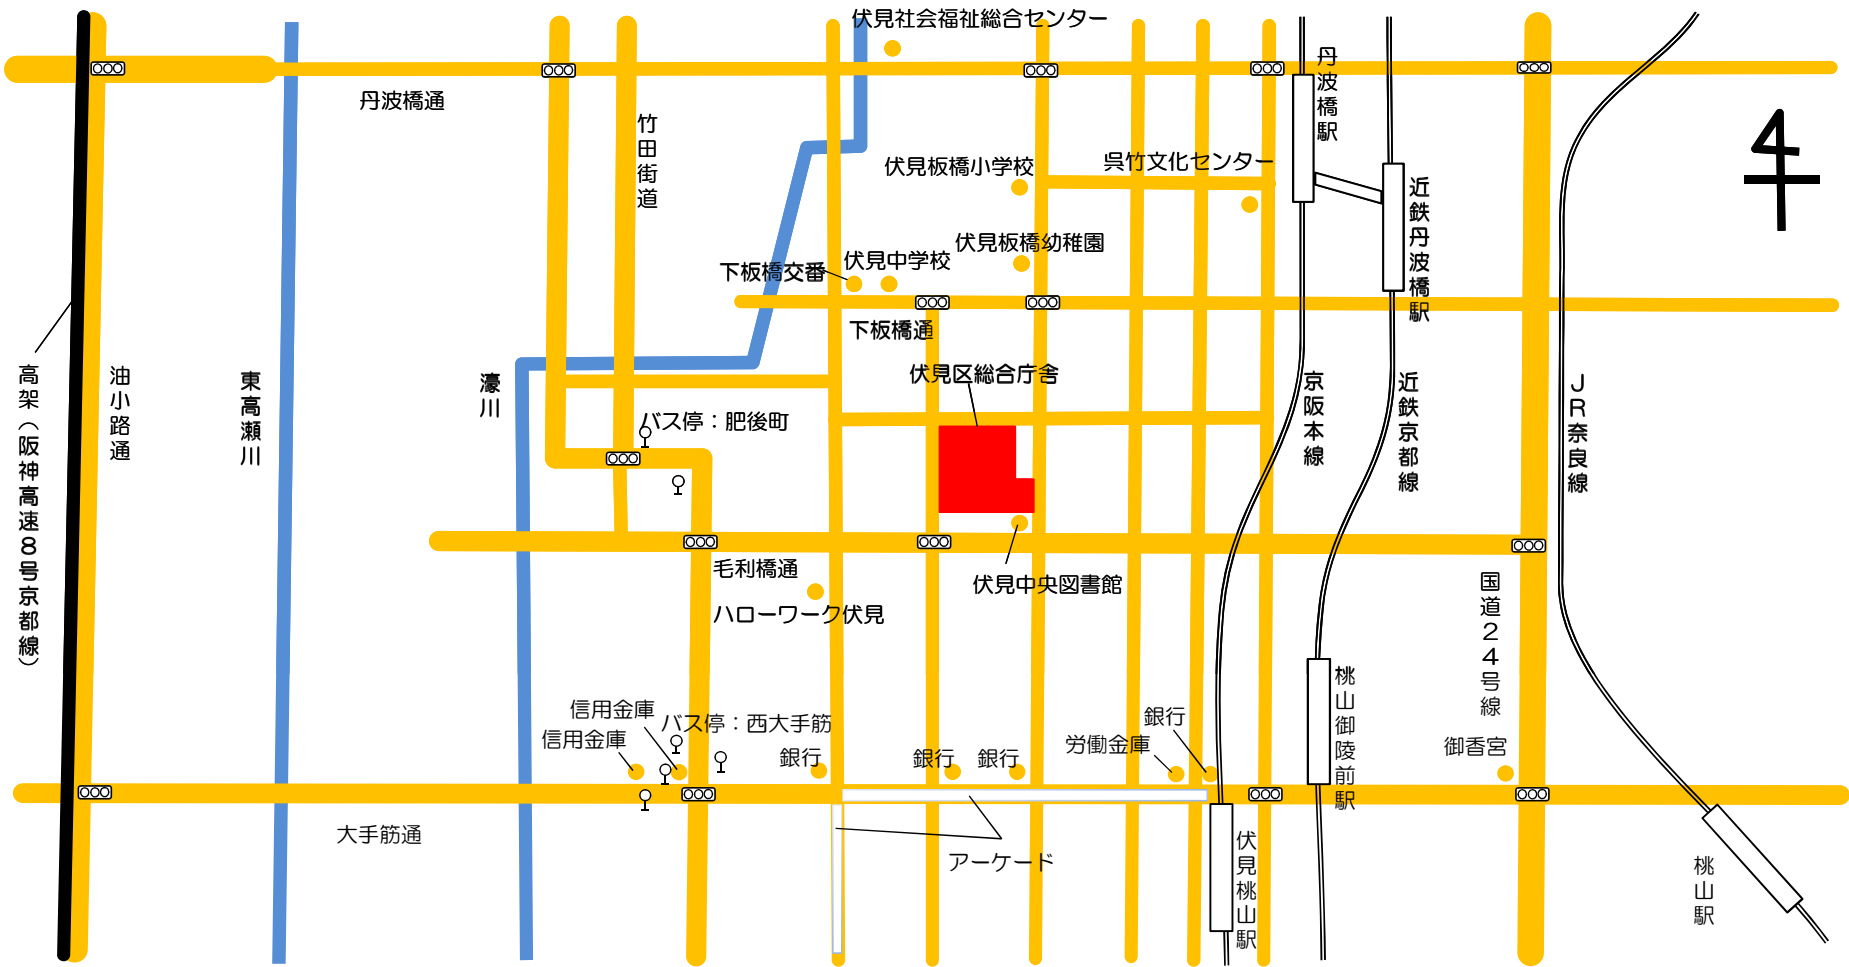 伏見社会福祉総合センター
丹波橋駅
丹波橋通
竹田街道
伏見板橋小学校
呉竹文化センター
近鉄丹波橋駅
伏見板橋幼稚園
伏見中学校
下板橋交番
下板橋通
伏見区総合庁舎
高架（阪神高速８号京都線）
油小路通
東高瀬川
濠川
京阪本線
近鉄京都線
ＪＲ奈良線
バス停：肥後町
毛利橋通
伏見中央図書館
ハローワーク伏見
国道２４号線
桃山御陵前駅
信用金庫
バス停：西大手筋
信用金庫
銀行
銀行
銀行
労働金庫
銀行
御香宮
大手筋通
アーケード
伏見桃山駅
桃山駅